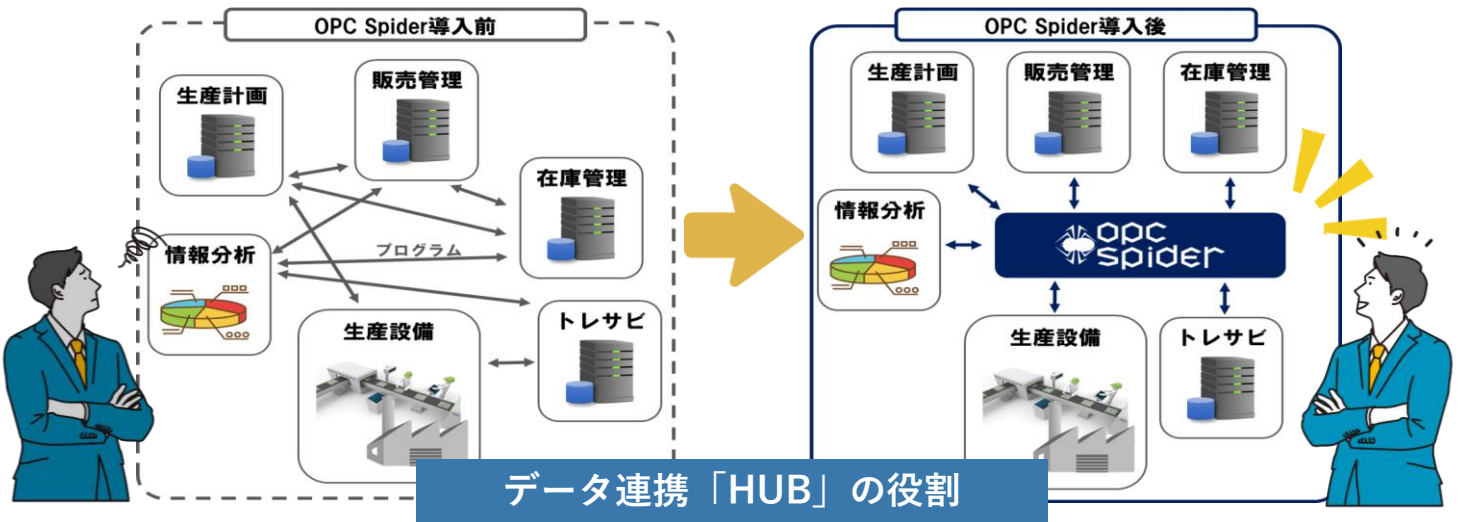 OPC Spider導入前
生産計画
販売管理
在庫管理
情報分析
プログラム
生産設備
トレサビ
OPC Spider導入後
生産計画
販売管理
在庫管理
情報分析
opc
spider
生産設備
トレサビ
データ連携「HUB」の役割